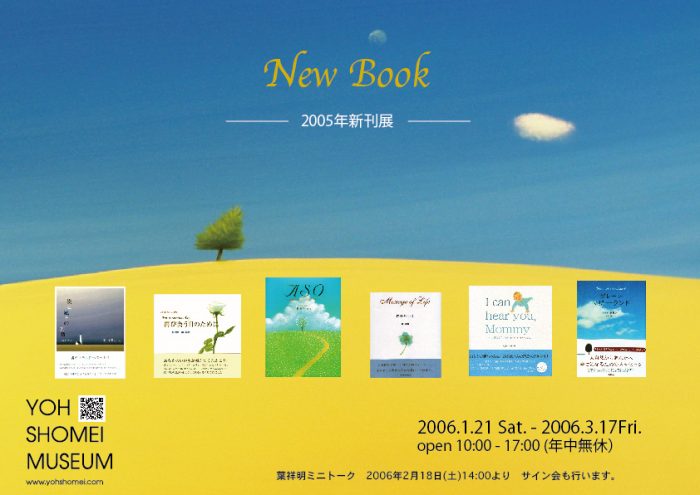 New Book
2005年新刊展
ASO
Message of Life
I can
hear you,
Mommy
YOH
SHOMEI
MUSEUM
www.yohshomei.com
2006.1.21 Sat. - 2006.3.17Fri.
open 10:00 - 17:00 (年中無休)
葉祥明ミニトーク　2006年2月18日(土)14:00より　サイン会も行います。